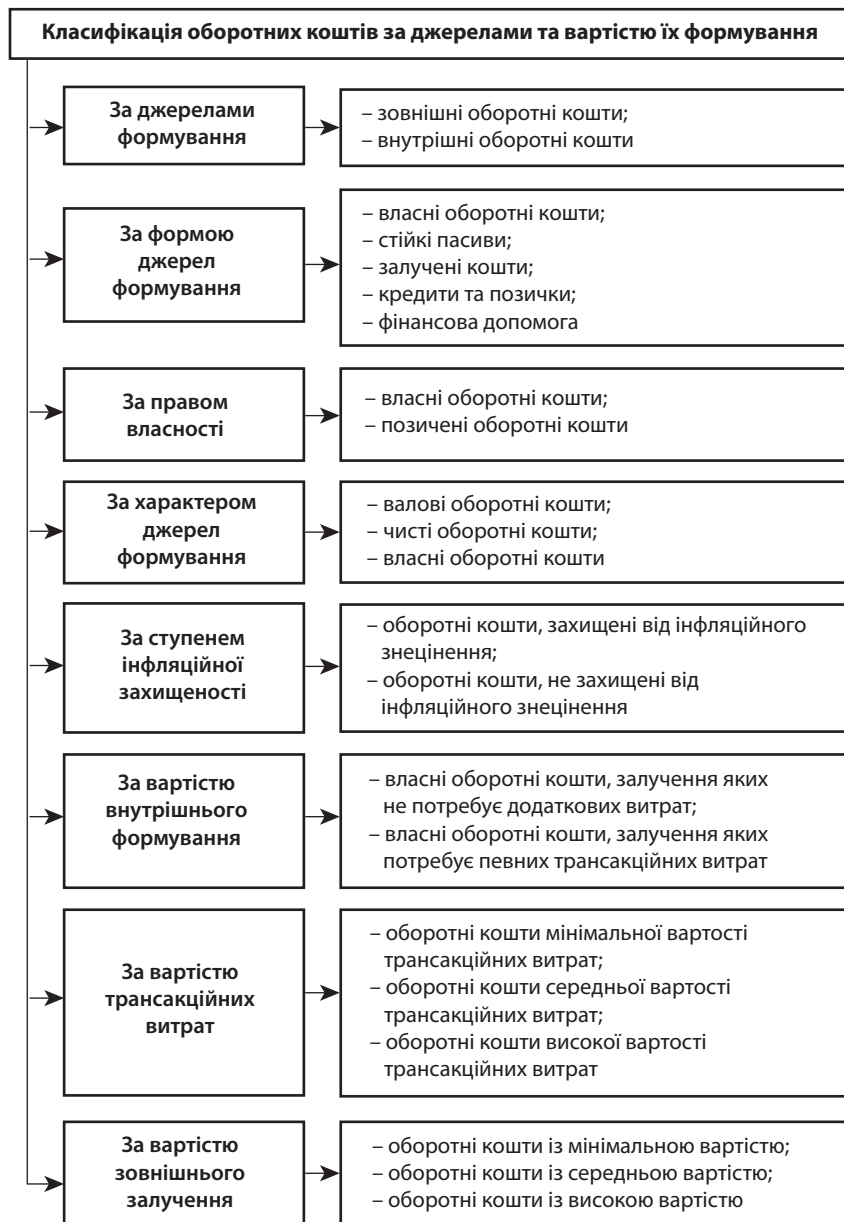 Класифікація оборотних коштів за джерелами та вартістю їх формування
За джерелами
формування
– зовнішні оборотні кошти;
– внутрішні оборотні кошти
За формою
джерел
формування
– власні оборотні кошти;
– стійкі пасиви;
– залучені кошти;
– кредити та позички;
– фінансова допомога
За правом
власності
– власні оборотні кошти;
– позичені оборотні кошти
За характером
джерел
формування
– валові оборотні кошти;
– чисті оборотні кошти;
– власні оборотні кошти
За ступенем
інфляційної
захищеності
– оборотні кошти, захищені від інфляційного
знецінення;
– оборотні кошти, не захищені від
інфляційного знецінення
За вартістю
внутрішнього
формування
– власні оборотні кошти, залучення яких
не потребує додаткових витрат;
– власні оборотні кошти, залучення яких
потребує певних трансакційних витрат
За вартістю
трансакційних
витрат
– оборотні кошти мінімальної вартості
трансакційних витрат;
– оборотні кошти середньої вартості
трансакційних витрат;
– оборотні кошти високої вартості
трансакційних витрат
За вартістю
зовнішнього
залучення
– оборотні кошти із мінімальною вартістю;
– оборотні кошти із середньою вартістю;
– оборотні кошти із високою вартістю